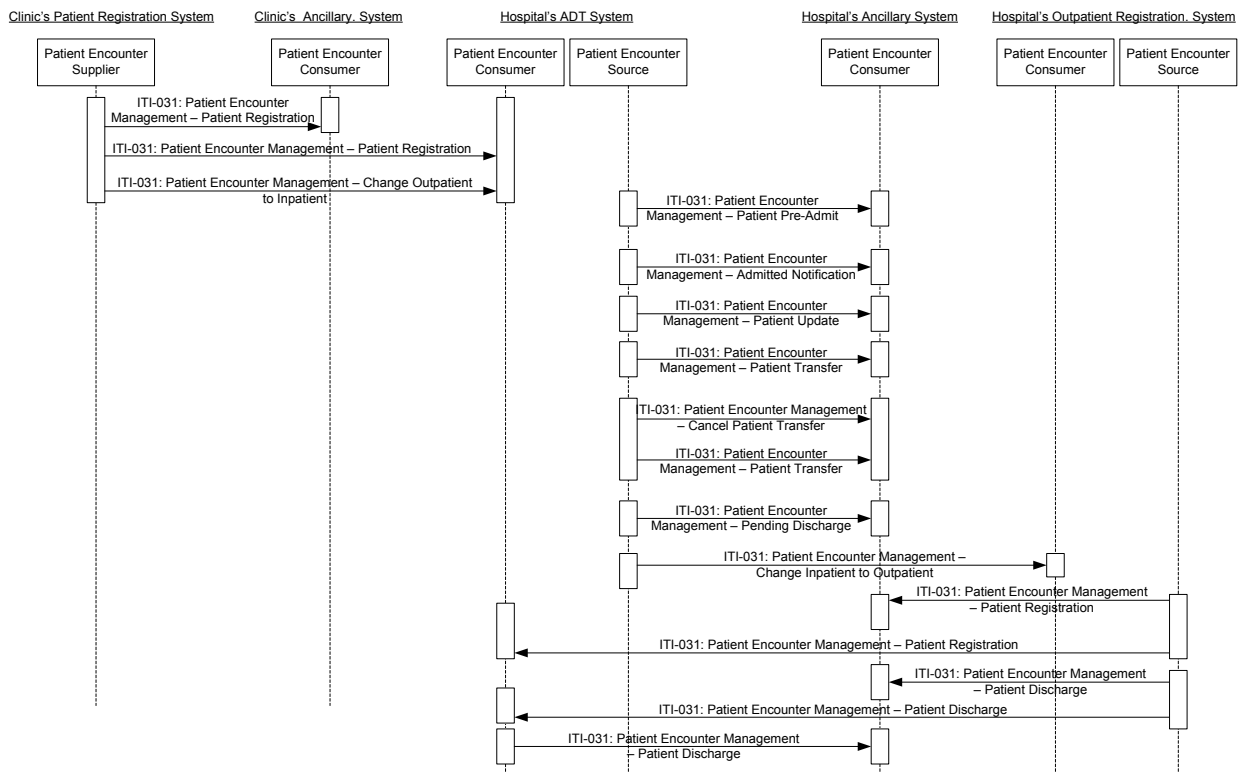 Clinic's Patient Registration System
Clinic's Ancillary. System
Hospital's ADT System
Hospital's Ancillary System
Hospital's Outpatient Registration. System
Patient Encounter
Supplier
Patient Encounter
Consumer
Patient Encounter
Consumer
Patient Encounter
Source
Patient Encounter
Consumer
Patient Encounter
Consumer
Patient Encounter
Source
ITI-031: Patient Encounter
Management – Patient Registration
ITI-031: Patient Encounter Management – Patient Registration
ITI-031: Patient Encounter Management – Change Outpatient
to Inpatient
ITI-031: Patient Encounter
Management – Patient Pre-Admit
ITI-031: Patient Encounter
Management – Admitted Notification
ITI-031: Patient Encounter
Management – Patient Update
ITI-031: Patient Encounter
Management – Patient Transfer
ITI-031: Patient Encounter Management
– Cancel Patient Transfer
ITI-031: Patient Encounter
Management – Patient Transfer
ITI-031: Patient Encounter
Management – Pending Discharge
ITI-031: Patient Encounter Management –
Change Inpatient to Outpatient
ITI-031: Patient Encounter Management
– Patient Registration
ITI-031: Patient Encounter Management – Patient Registration
ITI-031: Patient Encounter Management
– Patient Discharge
ITI-031: Patient Encounter Management – Patient Discharge
ITI-031: Patient Encounter Management
– Patient Discharge